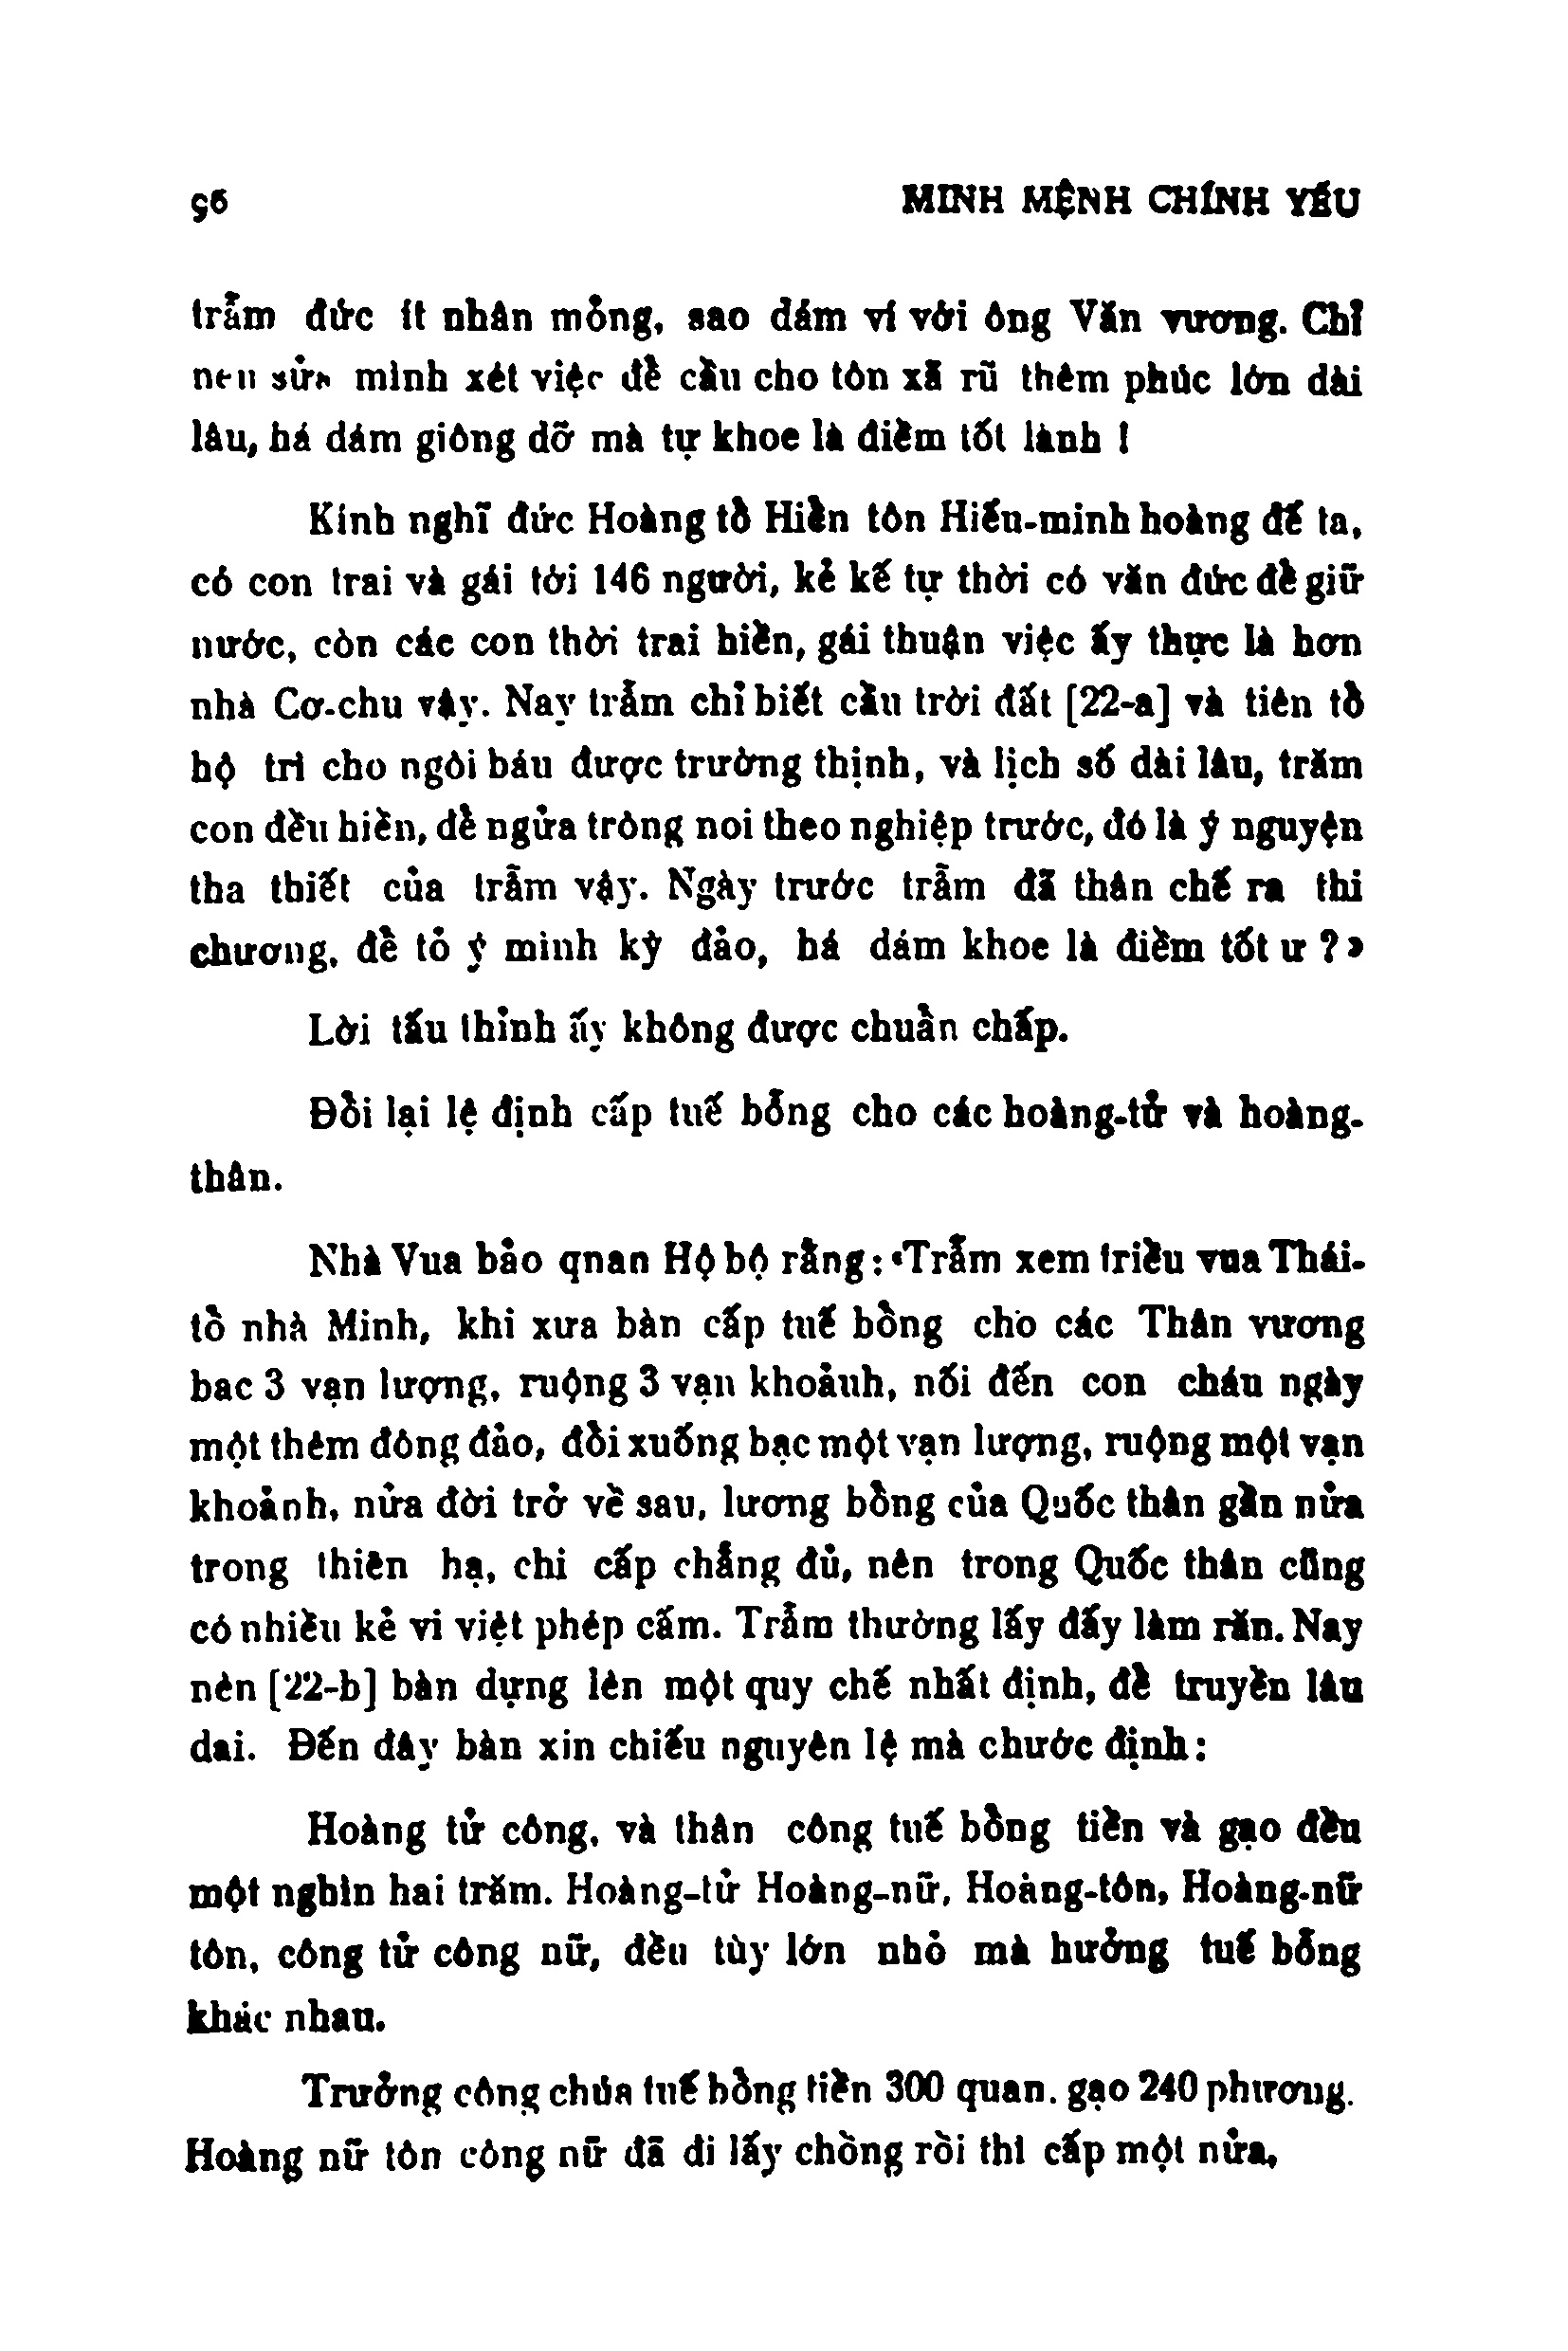 96 MINH MỆNH CHÍNH YẾU
trẫm đức ít nhân mỏng, sao dám ví với ông Văn vương. Chỉ
nên sửa mình xét việc để cầu cho tôn xã rũ thêm phúc lớn dài
lâu, há dám giông dỡ mà tự khoe là điềm tốt lành !
Kính nghĩ đức Hoàng tổ Hiển tôn Hiếu-minh hoàng đế ta,
có con trai và gái tới 146 người, kẻ kế tự thời có văn đức để giữ
nước, còn các con thời trai hiền, gái thuận việc ấy thực là hơn
nhà Cơ-chu vậy. Nay trẫm chỉ biết cầu trời đất [22-a] và tiên tổ
hộ trì cho ngôi báu được trường thịnh, và lịch số dài lâu, trăm
con đều hiền, để ngửa trông noi theo nghiệp trước, đó là ý nguyện
tha thiết của trẫm vậy. Ngày trước trẫm đã thân chế ra thi
chương, để tỏ ý mình kỳ đảo, há dám khoe là điềm tốt ư ?»
Lời tấu thỉnh ấy không được chuẩn chấp.
Đổi lại lệ định cấp tuế bổng cho các hoàng-tử và hoàng-
thân.
Nhà Vua bảo qnan Hộ bộ rằng : «Trẫm xem triều vua Thái-
tổ nhà Minh, khi xưa bàn cấp tuế bổng cho các Thân vương
bac 3 vạn lượng, ruộng 3 vạn khoảnh, nối đến con cháu ngày
một thêm đông đảo, đổi xuống bạc một vạn lượng, ruộng một vạn
khoảnh, nửa đời trở về sau, lương bổng của Quốc thân gần nửa
trong thiên hạ, chi cấp chẳng đủ, nên trong Quốc thân cũng
có nhiều kẻ vi việt phép cấm. Trẫm thường lấy đấy làm răn. Nay
nên [22-b] bàn dựng lên một quy chế nhất định, để truyền lâu
dai. Đến đây bàn xin chiếu nguyên lệ mà chước định :
Hoàng tử công, và thân công tuế bổng tiền và gạo đều
một nghìn hai trăm. Hoàng-tử Hoàng-nữ, Hoàng-tôn, Hoàng-nữ
tôn, công tử công nữ, đều tùy lớn nhỏ mà hưởng tuế bổng
khác nhau.
Trưởng công chúa tuế bổng tiền 300 quan. gạo 240 phương.
Hoàng nữ tôn công nữ đã đi lấy chồng rồi thì cấp một nửa,